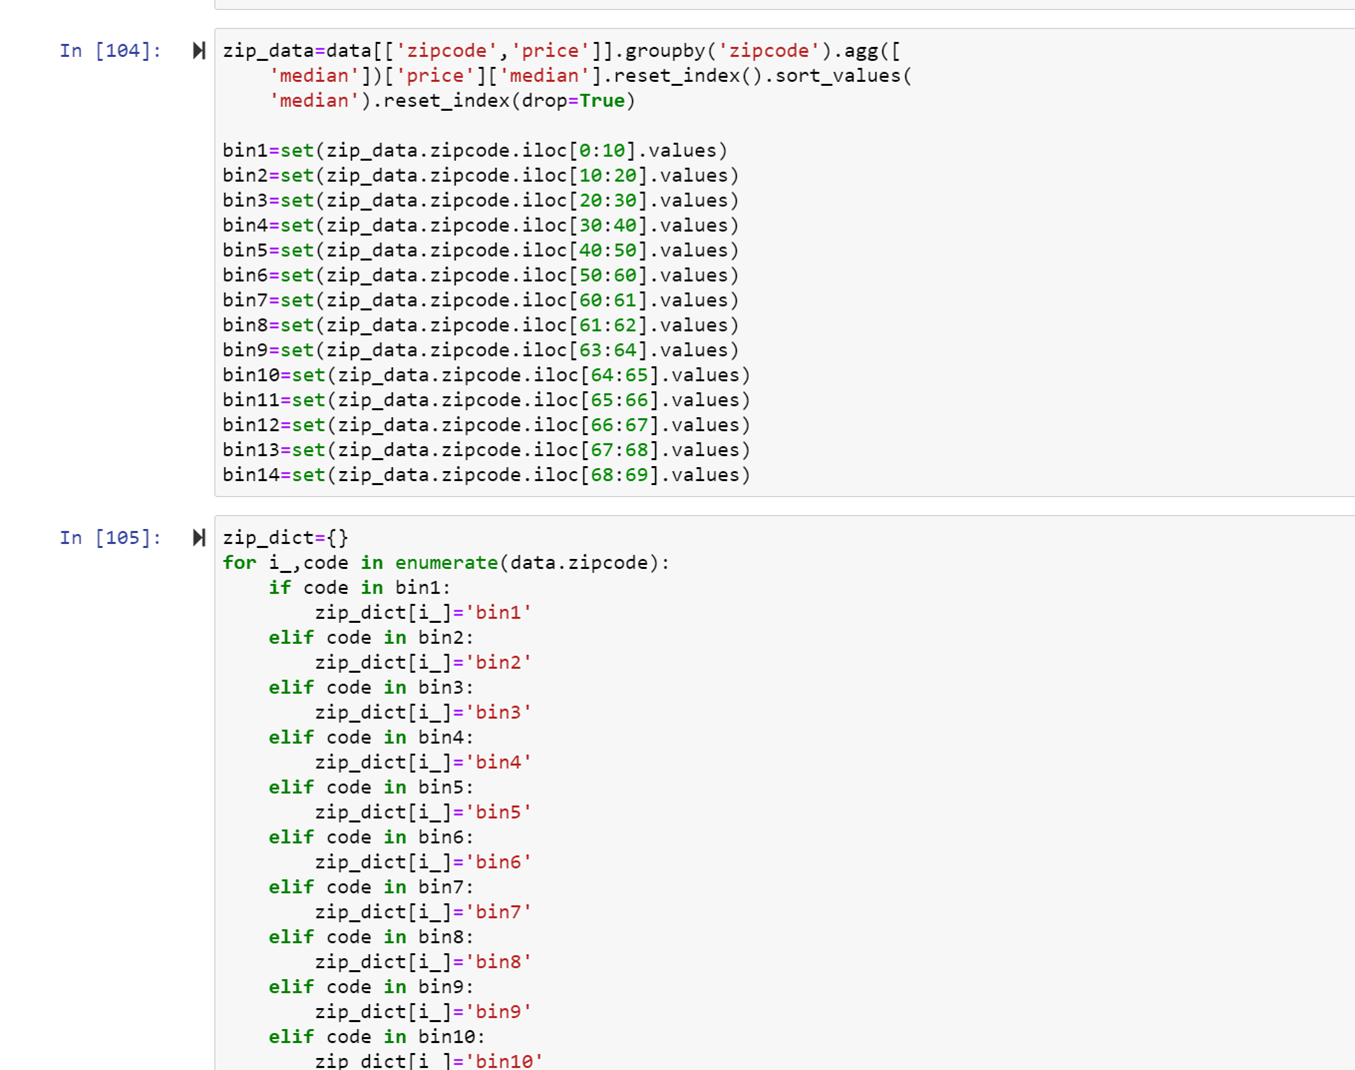 In [104]:
zip_data=data[['zipcode','price']].groupby('zipcode').agg([
    'median'])['price']['median'].reset_index().sort_values(
    'median').reset_index(drop=True)
bin1=set(zip_data.zipcode.iloc[0:10].values)
bin2=set(zip_data.zipcode.iloc[10:20].values)
bin3=set(zip_data.zipcode.iloc[20:30].values)
bin4=set(zip_data.zipcode.iloc[30:40].values)
bin5=set(zip_data.zipcode.iloc[40:50].values)
bin6=set(zip_data.zipcode.iloc[50:60].values)
bin7=set(zip_data.zipcode.iloc[60:61].values)
bin8=set(zip_data.zipcode.iloc[61:62].values)
bin9=set(zip_data.zipcode.iloc[63:64].values)
bin10=set(zip_data.zipcode.iloc[64:65].values)
bin11=set(zip_data.zipcode.iloc[65:66].values)
bin12=set(zip_data.zipcode.iloc[66:67].values)
bin13=set(zip_data.zipcode.iloc[67:68].values)
bin14=set(zip_data.zipcode.iloc[68:69].values)
In [105]:
zip_dict={}
for i_,code in enumerate(data.zipcode):
    if code in bin1:
        zip_dict[i_]='bin1'
    elif code in bin2:
        zip_dict[i_]='bin2'
    elif code in bin3:
        zip_dict[i_]='bin3'
    elif code in bin4:
        zip_dict[i_]='bin4'
    elif code in bin5:
        zip_dict[i_]='bin5'
    elif code in bin6:
        zip_dict[i_]='bin6'
    elif code in bin7:
        zip_dict[i_]='bin7'
    elif code in bin8:
        zip_dict[i_]='bin8'
    elif code in bin9:
        zip_dict[i_]='bin9'
    elif code in bin10:
        zip_dict[i_]='bin10'